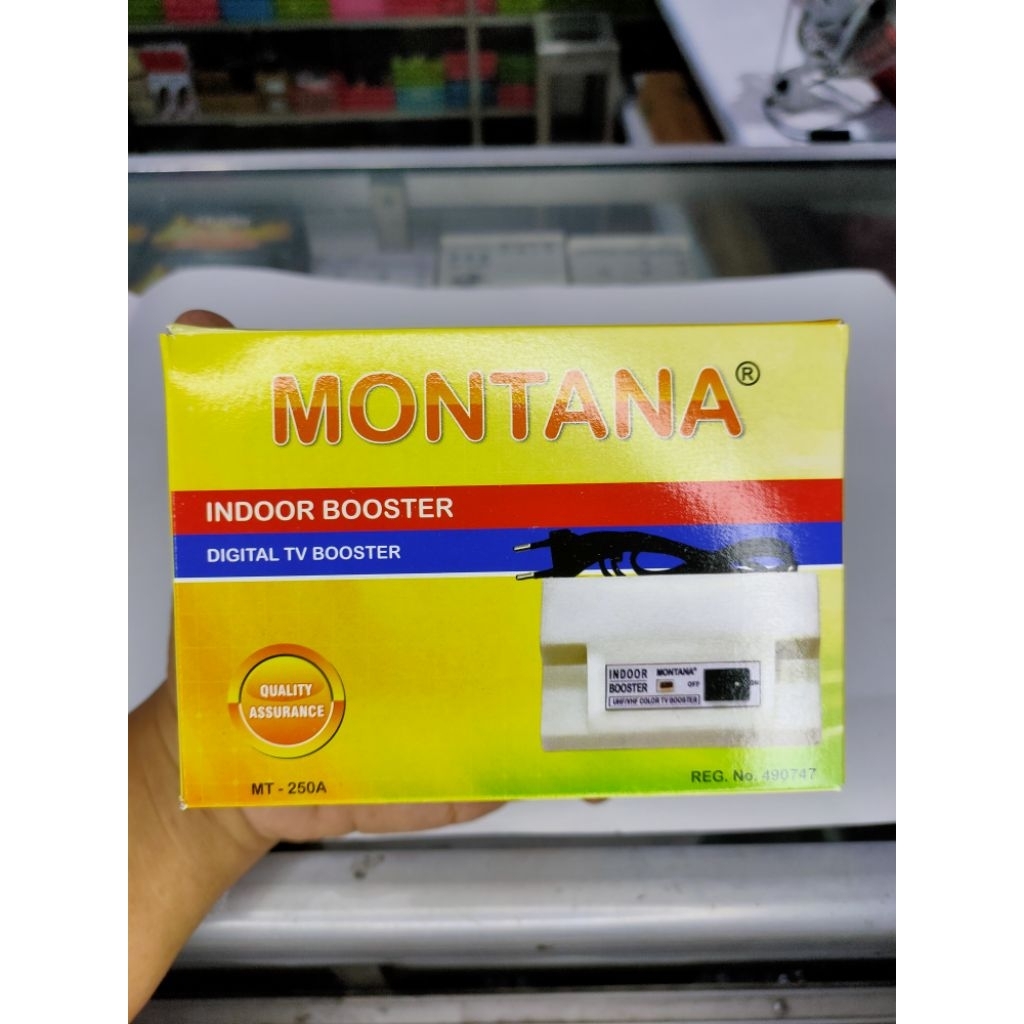 MONTANA®
INDOOR BOOSTER
DIGITAL TV BOOSTER
INDOOR MONTANA®
BOOSTER OFF ON
UHF/VHF COLOR TV BOOSTER
QUALITY
ASSURANCE
MT - 250A
REG. No. 490747